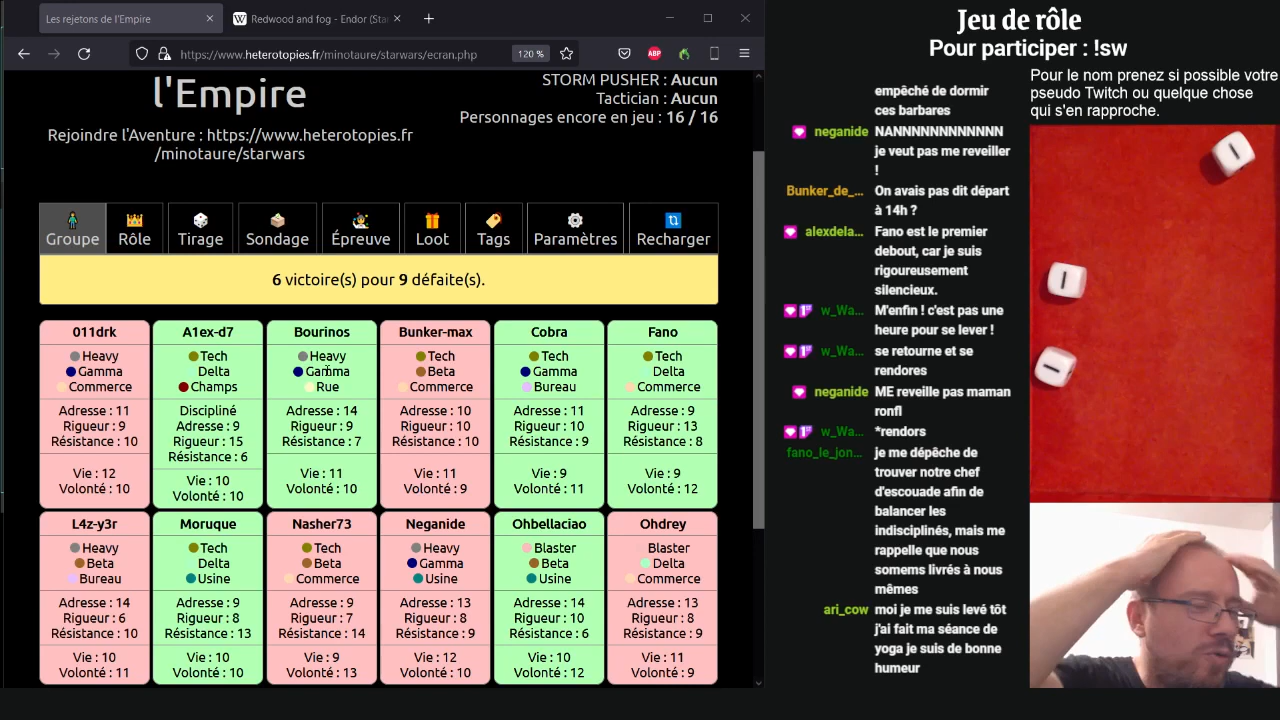 Les rejetons de l'Empire
Redwood and fog - Endor (Sta
https://www.heterotopies.fr/minotaure/starwars/ecran.php
120 %
ABP
l'Empire
Rejoindre l'Aventure : https://www.heterotopies.fr
/minotaure/starwars
STORM PUSHER : Aucun
Tactician : Aucun
Personnages encore en jeu : 16 / 16
Groupe
Rôle
Tirage
Sondage
Épreuve
Loot
Tags
Paramètres
Recharger
6 victoire(s) pour 9 défaite(s).
011drk
Heavy
Gamma
Commerce
Adresse : 11
Rigueur : 9
Résistance : 10
Vie : 12
Volonté : 10
A1ex-d7
Tech
Delta
Champs
Discipliné
Adresse : 9
Rigueur : 15
Résistance : 6
Vie : 10
Volonté : 10
Bourinos
Heavy
Gamma
Rue
Adresse : 14
Rigueur : 9
Résistance : 7
Vie : 11
Volonté : 10
Bunker-max
Tech
Beta
Commerce
Adresse : 10
Rigueur : 10
Résistance : 10
Vie : 11
Volonté : 9
Cobra
Tech
Gamma
Bureau
Adresse : 11
Rigueur : 10
Résistance : 9
Vie : 9
Volonté : 11
Fano
Tech
Delta
Commerce
Adresse : 9
Rigueur : 13
Résistance : 8
Vie : 9
Volonté : 12
L4z-y3r
Heavy
Beta
Bureau
Adresse : 14
Rigueur : 6
Résistance : 10
Vie : 10
Volonté : 11
Moruque
Tech
Delta
Usine
Adresse : 9
Rigueur : 8
Résistance : 13
Vie : 10
Volonté : 10
Nasher73
Tech
Beta
Commerce
Adresse : 9
Rigueur : 7
Résistance : 14
Vie : 9
Volonté : 13
Neganide
Heavy
Gamma
Usine
Adresse : 13
Rigueur : 8
Résistance : 9
Vie : 12
Volonté : 10
Ohbellaciao
Blaster
Beta
Usine
Adresse : 14
Rigueur : 10
Résistance : 6
Vie : 10
Volonté : 12
Ohdrey
Blaster
Delta
Commerce
Adresse : 13
Rigueur : 8
Résistance : 9
Vie : 11
Volonté : 9
Jeu de rôle
Pour participer : !sw
Pour le nom prenez si possible votre
pseudo Twitch ou quelque chose
qui s'en rapproche.
empêché de dormir
ces barbares
neganide NANNNNNNNNNNNN
je veut pas me reveiller
!
Bunker_de_... On avais pas dit départ
à 14h ?
alexdela... Fano est le premier
debout, car je suis
rigoureusement
silencieux.
w_Wa... M'enfin ! c'est pas une
heure pour se lever !
w_Wa... se retourne et se
rendores
neganide ME reveille pas maman
ronfl
w_Wa... *rendors
fano_le_jon... je me dépêche de
trouver notre chef
d'escouade afin de
balancer les
indisciplinés, mais me
rappelle que nous
somems livrés à nous
mêmes
ari_cow moi je me suis levé tôt
j'ai fait ma séance de
yoga je suis de bonne
humeur